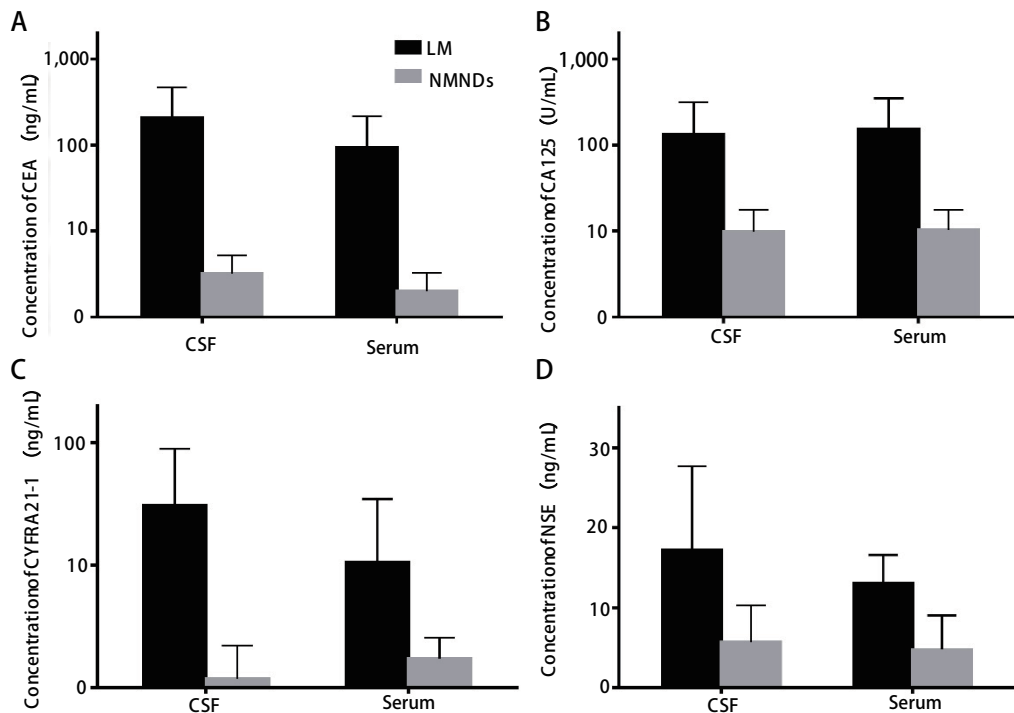 A
Concentration of CEA (ng/mL)
1,000
100
10
0
LM
NMNDs
CSF
Serum
B
Concentration of CA125 (U/mL)
1,000
100
10
0
CSF
Serum
C
Concentration of CYFRA21-1 (ng/mL)
100
10
0
CSF
Serum
D
Concentration of NSE (ng/mL)
30
20
10
0
CSF
Serum